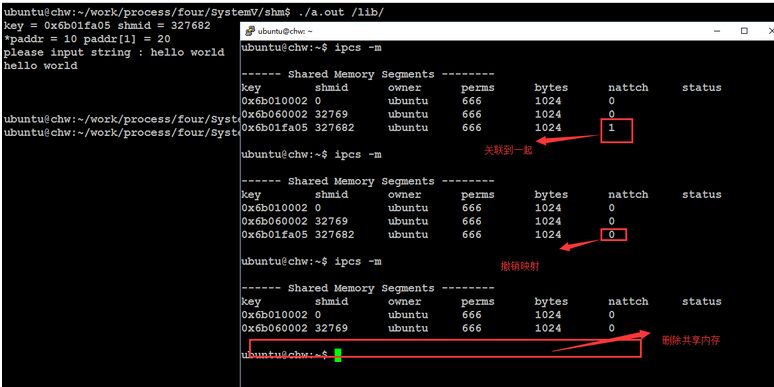 ubuntu@chw:~/work/process/four/SystemV/shm$ ./a.out /lib/
key = 0x6b01fa05 shmid = 327682
*paddr = 10 paddr[1] = 20
please input string : hello world
hello world
ubuntu@chw:~/work/process/four/Syste
ubuntu@chw:~/work/process/four/Syste
ubuntu@chw: ~
ubuntu@chw:~$ ipcs -m
------ Shared Memory Segments --------
key shmid owner perms bytes nattch status
0x6b010002 0 ubuntu 666 1024 0
0x6b060002 32769 ubuntu 666 1024 0
0x6b01fa05 327682 ubuntu 666 1024 1
关联到一起
ubuntu@chw:~$ ipcs -m
------ Shared Memory Segments --------
key shmid owner perms bytes nattch status
0x6b010002 0 ubuntu 666 1024 0
0x6b060002 32769 ubuntu 666 1024 0
0x6b01fa05 327682 ubuntu 666 1024 0
撤销映射
ubuntu@chw:~$ ipcs -m
------ Shared Memory Segments --------
key shmid owner perms bytes nattch status
0x6b010002 0 ubuntu 666 1024 0
0x6b060002 32769 ubuntu 666 1024 0
删除共享内存
ubuntu@chw:~$